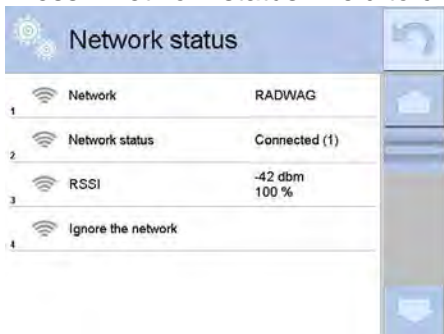 Network status
1 Network RADWAG
2 Network status Connected (1)
3 RSSI -42 dbm
100 %
4 Ignore the network